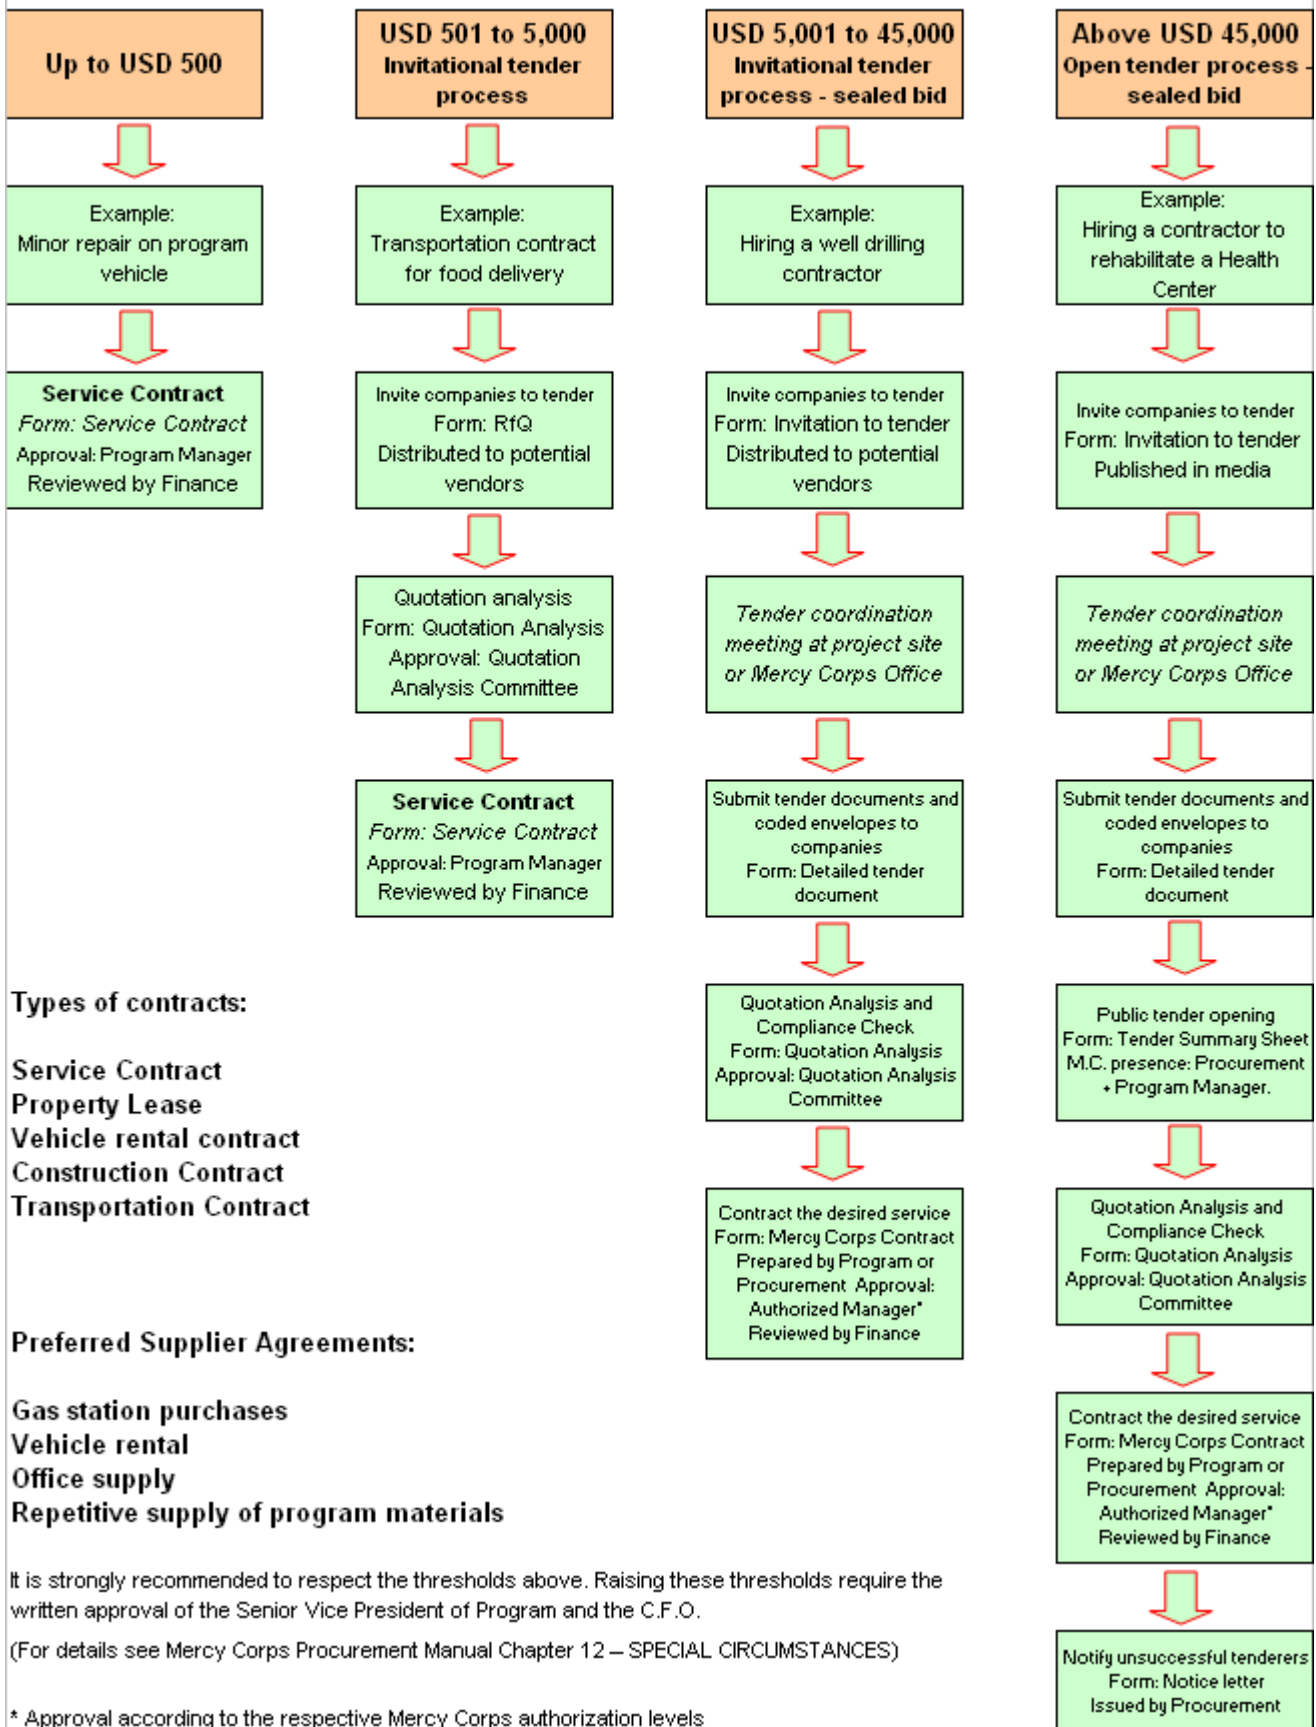 Up to USD 500
USD 501 to 5,000
Invitational tender
process
USD 5,001 to 45,000
Invitational tender
process - sealed bid
Above USD 45,000
Open tender process -
sealed bid
Example:
Minor repair on program
vehicle
Example:
Transportation contract
for food delivery
Example:
Hiring a well drilling
contractor
Example:
Hiring a contractor to
rehabilitate a Health
Center
Service Contract
Form: Service Contract
Approval: Program Manager
Reviewed by Finance
Invite companies to tender
Form: RfQ
Distributed to potential
vendors
Invite companies to tender
Form: Invitation to tender
Distributed to potential
vendors
Invite companies to tender
Form: Invitation to tender
Published in media
Quotation analysis
Form: Quotation Analysis
Approval: Quotation
Analysis Committee
Tender coordination
meeting at project site
or Mercy Corps Office
Tender coordination
meeting at project site
or Mercy Corps Office
Service Contract
Form: Service Contract
Approval: Program Manager
Reviewed by Finance
Submit tender documents and
coded envelopes to
companies
Form: Detailed tender
document
Submit tender documents and
coded envelopes to
companies
Form: Detailed tender
document
Quotation Analysis and
Compliance Check
Form: Quotation Analysis
Approval: Quotation Analysis
Committee
Public tender opening
Form: Tender Summary Sheet
M.C. presence: Procurement
+ Program Manager.
Contract the desired service
Form: Mercy Corps Contract
Prepared by Program or
Procurement Approval:
Authorized Manager*
Reviewed by Finance
Quotation Analysis and
Compliance Check
Form: Quotation Analysis
Approval: Quotation Analysis
Committee
Contract the desired service
Form: Mercy Corps Contract
Prepared by Program or
Procurement Approval:
Authorized Manager*
Reviewed by Finance
Notify unsuccessful tenderers
Form: Notice letter
Issued by Procurement
Types of contracts:
Service Contract
Property Lease
Vehicle rental contract
Construction Contract
Transportation Contract
Preferred Supplier Agreements:
Gas station purchases
Vehicle rental
Office supply
Repetitive supply of program materials
It is strongly recommended to respect the thresholds above. Raising these thresholds require the
written approval of the Senior Vice President of Program and the C.F.O.
(For details see Mercy Corps Procurement Manual Chapter 12 – SPECIAL CIRCUMSTANCES)
* Approval according to the respective Mercy Corps authorization levels